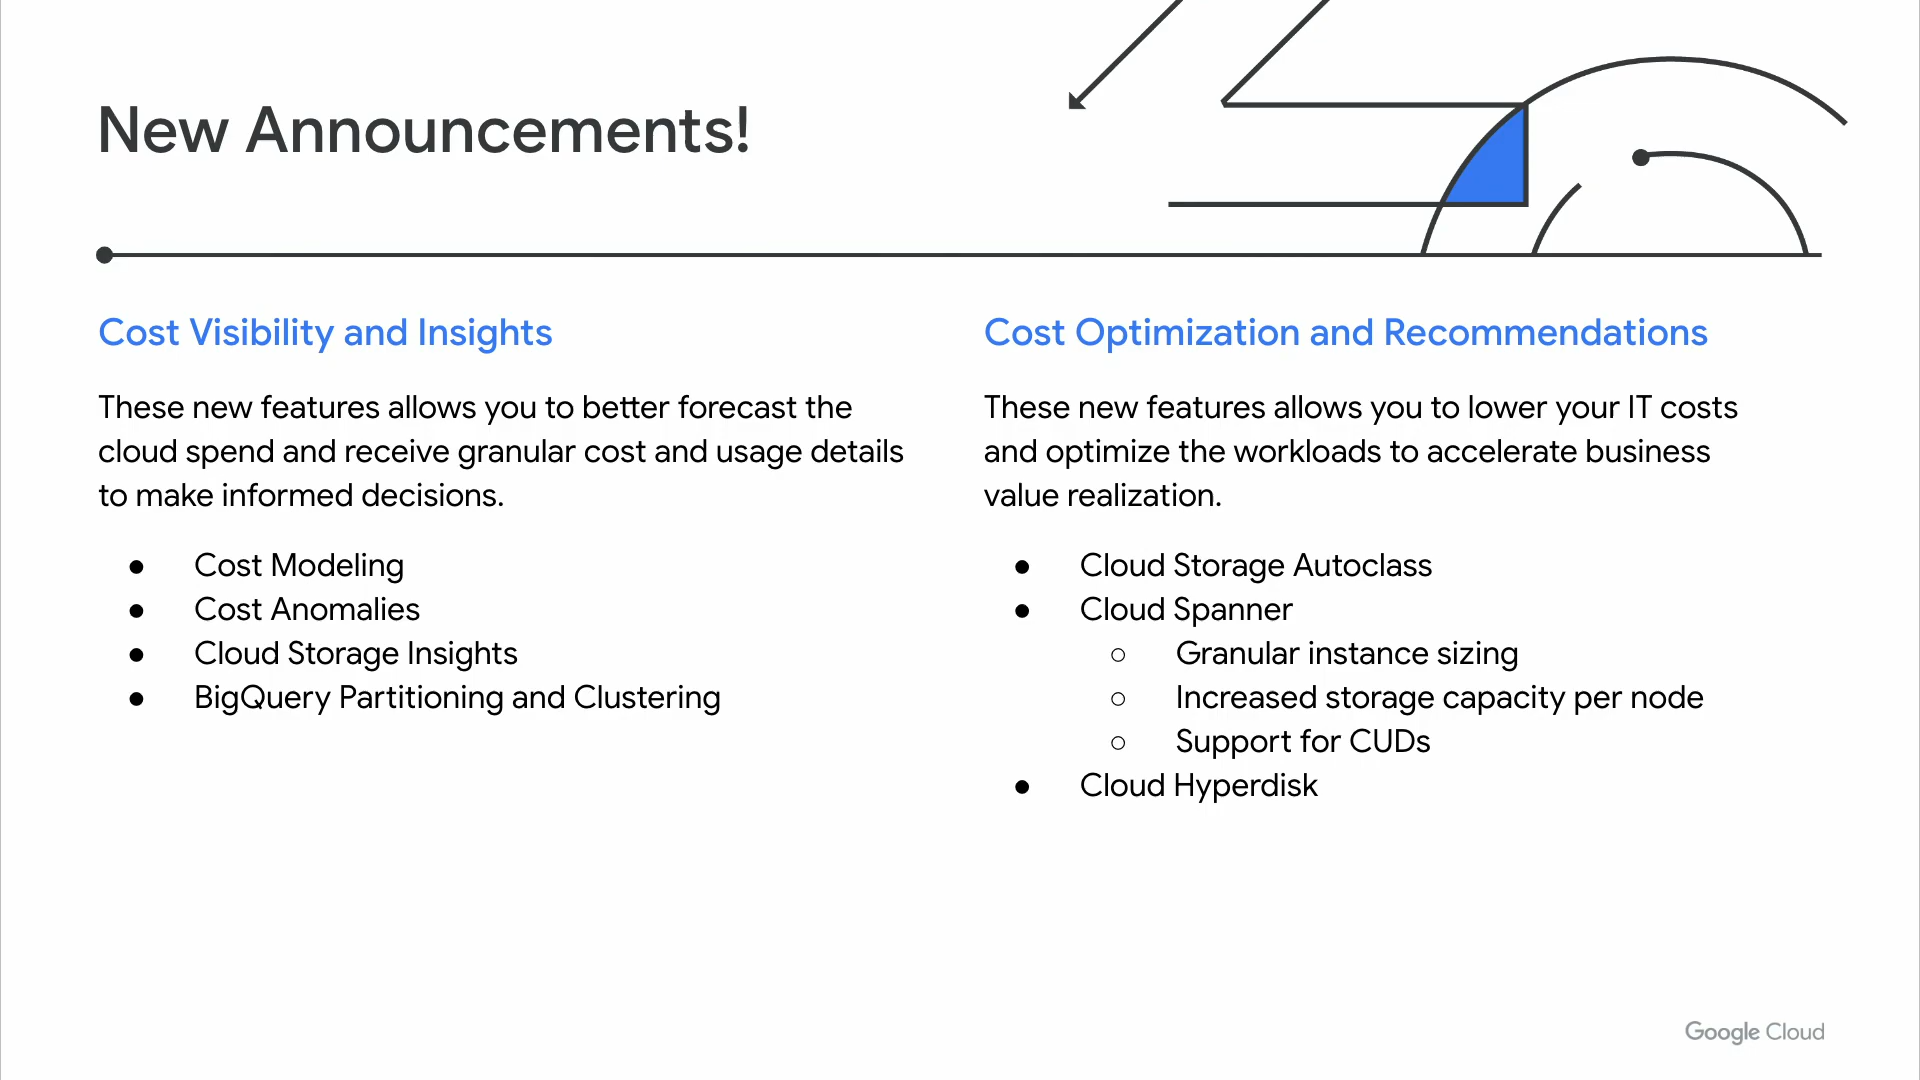 New Announcements!
Cost Visibility and Insights
These new features allows you to better forecast the
cloud spend and receive granular cost and usage details
to make informed decisions.
● Cost Modeling
● Cost Anomalies
● Cloud Storage Insights
● BigQuery Partitioning and Clustering
Cost Optimization and Recommendations
These new features allows you to lower your IT costs
and optimize the workloads to accelerate business
value realization.
● Cloud Storage Autoclass
● Cloud Spanner
○ Granular instance sizing
○ Increased storage capacity per node
○ Support for CUDs
● Cloud Hyperdisk
Google Cloud